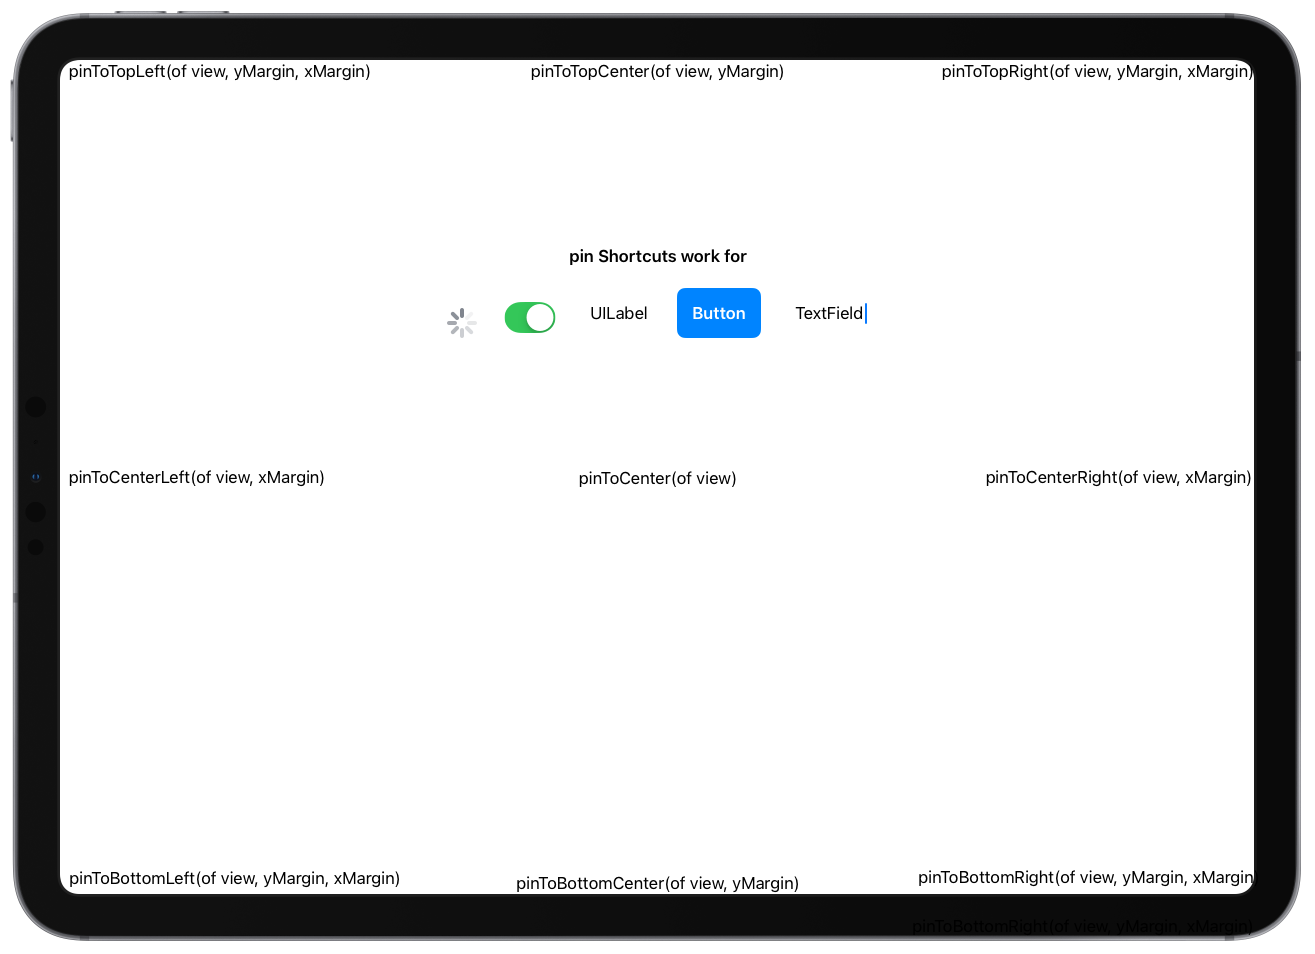 pinToTopLeft(of view, yMargin, xMargin)
pinToTopCenter(of view, yMargin)
pinToTopRight(of view, yMargin, xMargin)
pin Shortcuts work for
UILabel
Button
TextField
pinToCenterLeft(of view, xMargin)
pinToCenter(of view)
pinToCenterRight(of view, xMargin)
pinToBottomLeft(of view, yMargin, xMargin)
pinToBottomCenter(of view, yMargin)
pinToBottomRight(of view, yMargin, xMargin
pinToBottomRight(of view, yMargin, xMargin)